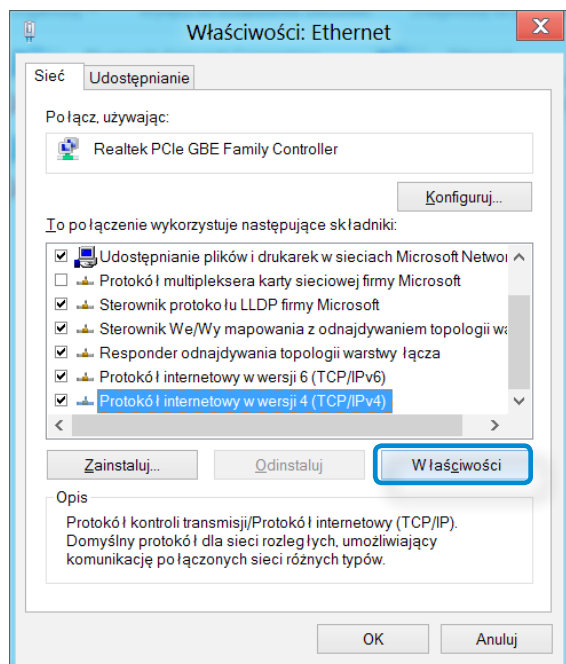 Właściwości: Ethernet
X
Sieć Udostępnianie
Połącz, używając:
Realtek PCIe GBE Family Controller
Konfiguruj...
To połączenie wykorzystuje następujące składniki:
Udostępnianie plików i drukarek w sieciach Microsoft Networ
Protokół multipleksera karty sieciowej firmy Microsoft
Sterownik protokołu LLDP firmy Microsoft
Sterownik We/Wy mapowania z odnajdywaniem topologii wa
Responder odnajdywania topologii warstwy łącza
Protokół internetowy w wersji 6 (TCP/IPv6)
Protokół internetowy w wersji 4 (TCP/IPv4)
Zainstaluj... Odinstaluj Właściwości
Opis
Protokół kontroli transmisji/Protokół internetowy (TCP/IP).
Domyślny protokół dla sieci rozległych, umożliwiający
komunikację połączonych sieci różnych typów.
OK Anuluj